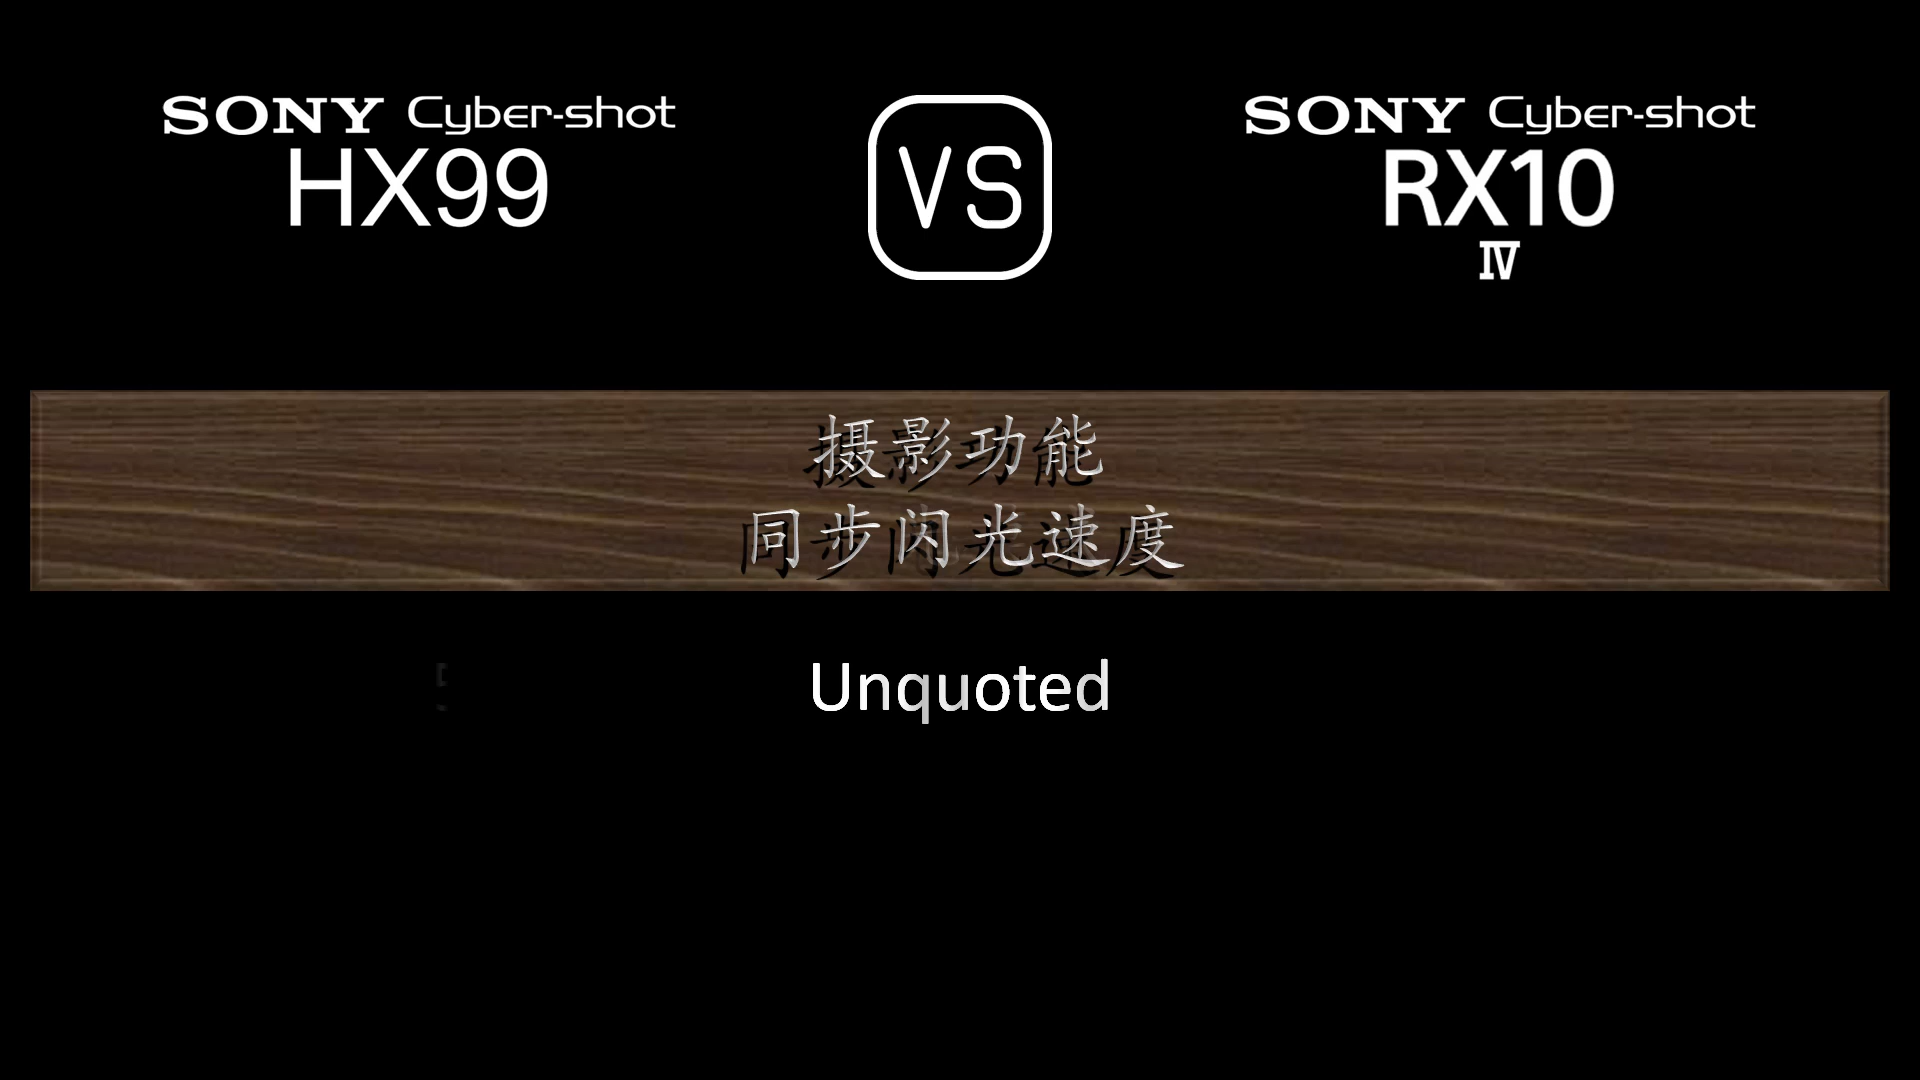 SONY Cyber-shot
HX99
VS
SONY Cyber-shot
RX10
IV
摄影功能
同步闪光速度
Unquoted